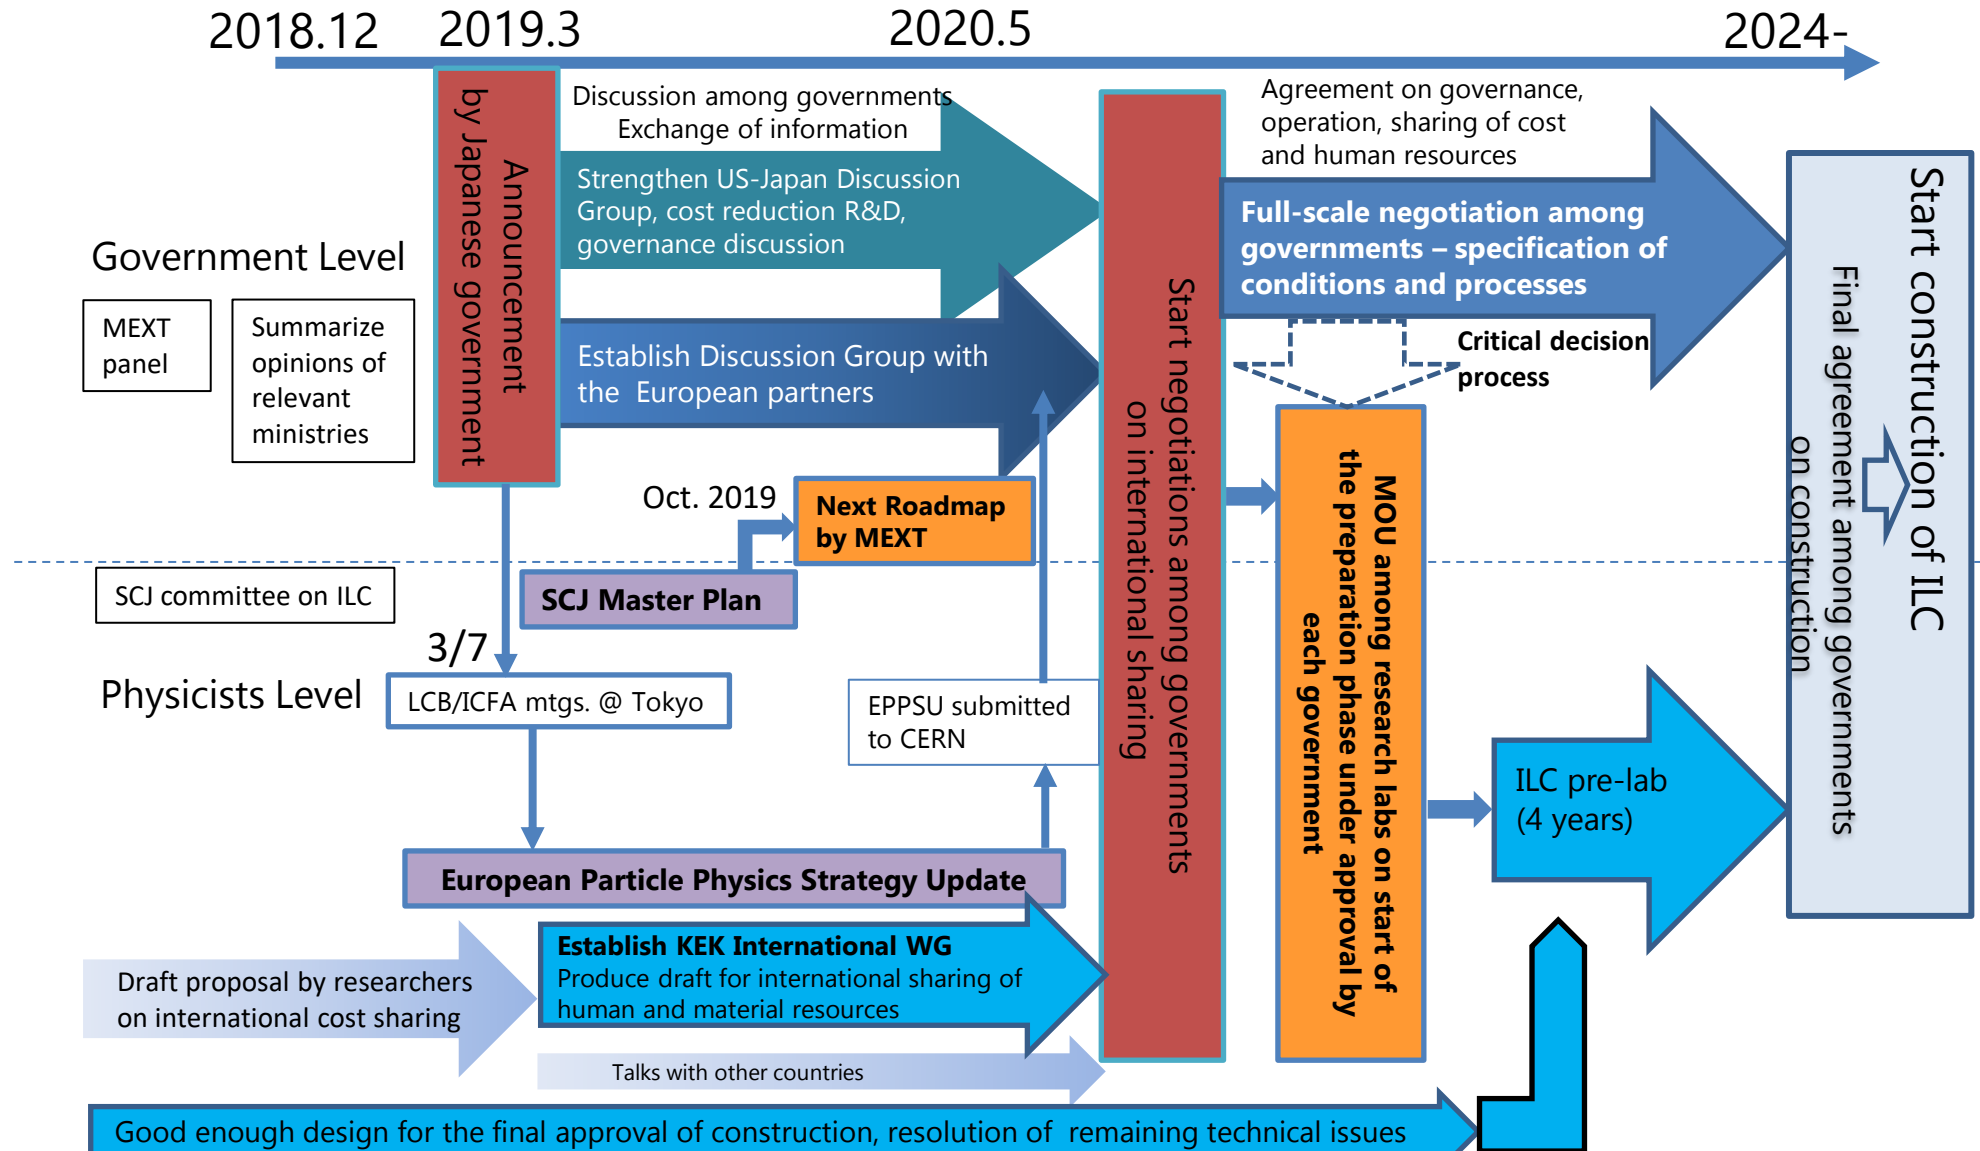 2018.12
2019.3
2020.5
2024-
Announcement
by Japanese government
Discussion among governments
Exchange of information
Strengthen US-Japan Discussion
Group, cost reduction R&D,
governance discussion
Agreement on governance,
operation, sharing of cost
and human resources
Full-scale negotiation among
governments – specification of
conditions and processes
Government Level
MEXT
panel
Summarize
opinions of
relevant
ministries
Establish Discussion Group with
the European partners
Critical decision
process
Start negotiations among governments
on international sharing
MOU among research labs on start of
the preparation phase under approval by
each government
Start construction of ILC
Final agreement among governments
on construction
Oct. 2019
Next Roadmap
by MEXT
SCJ committee on ILC
SCJ Master Plan
3/7
Physicists Level
LCB/ICFA mtgs. @ Tokyo
EPPSU submitted
to CERN
ILC pre-lab
(4 years)
European Particle Physics Strategy Update
Draft proposal by researchers
on international cost sharing
Establish KEK International WG
Produce draft for international sharing of
human and material resources
Talks with other countries
Good enough design for the final approval of construction, resolution of remaining technical issues